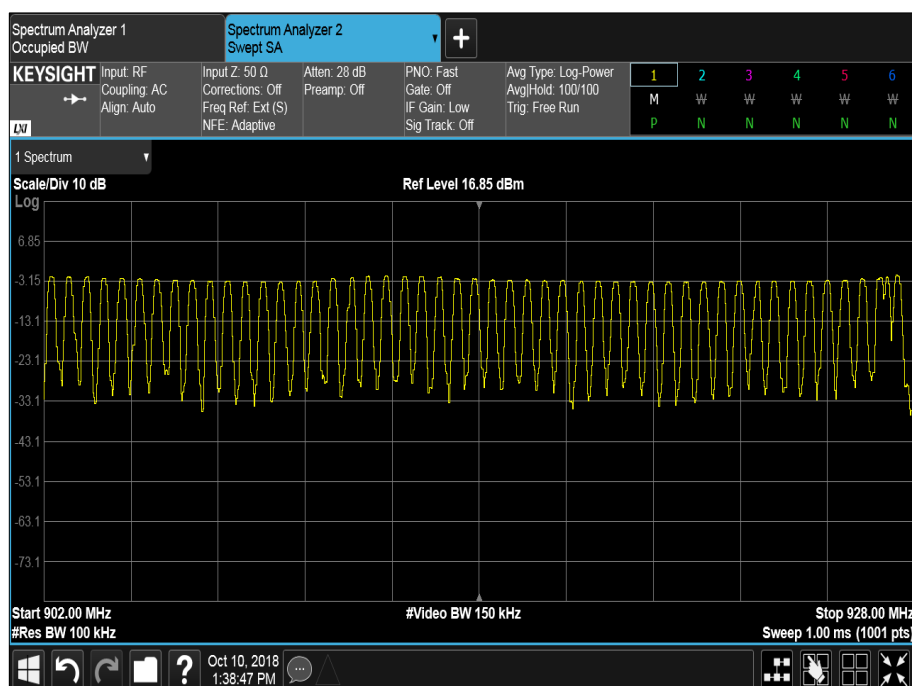 Spectrum Analyzer 1
Occupied BW
Spectrum Analyzer 2
Swept SA
+
KEYSIGHT
LXI
Input: RF
Coupling: AC
Align: Auto
Input Z: 50 Ω
Corrections: Off
Freq Ref: Ext (S)
NFE: Adaptive
Atten: 28 dB
Preamp: Off
PNO: Fast
Gate: Off
IF Gain: Low
Sig Track: Off
Avg Type: Log-Power
Avg|Hold: 100/100
Trig: Free Run
1 2 3 4 5 6
M W W W W W
P N N N N N
1 Spectrum
Scale/Div 10 dB
Ref Level 16.85 dBm
Log
6.85
-3.15
-13.1
-23.1
-33.1
-43.1
-53.1
-63.1
-73.1
Start 902.00 MHz
#Video BW 150 kHz
Stop 928.00 MHz
#Res BW 100 kHz
Sweep 1.00 ms (1001 pts)
?
Oct 10, 2018
1:38:47 PM